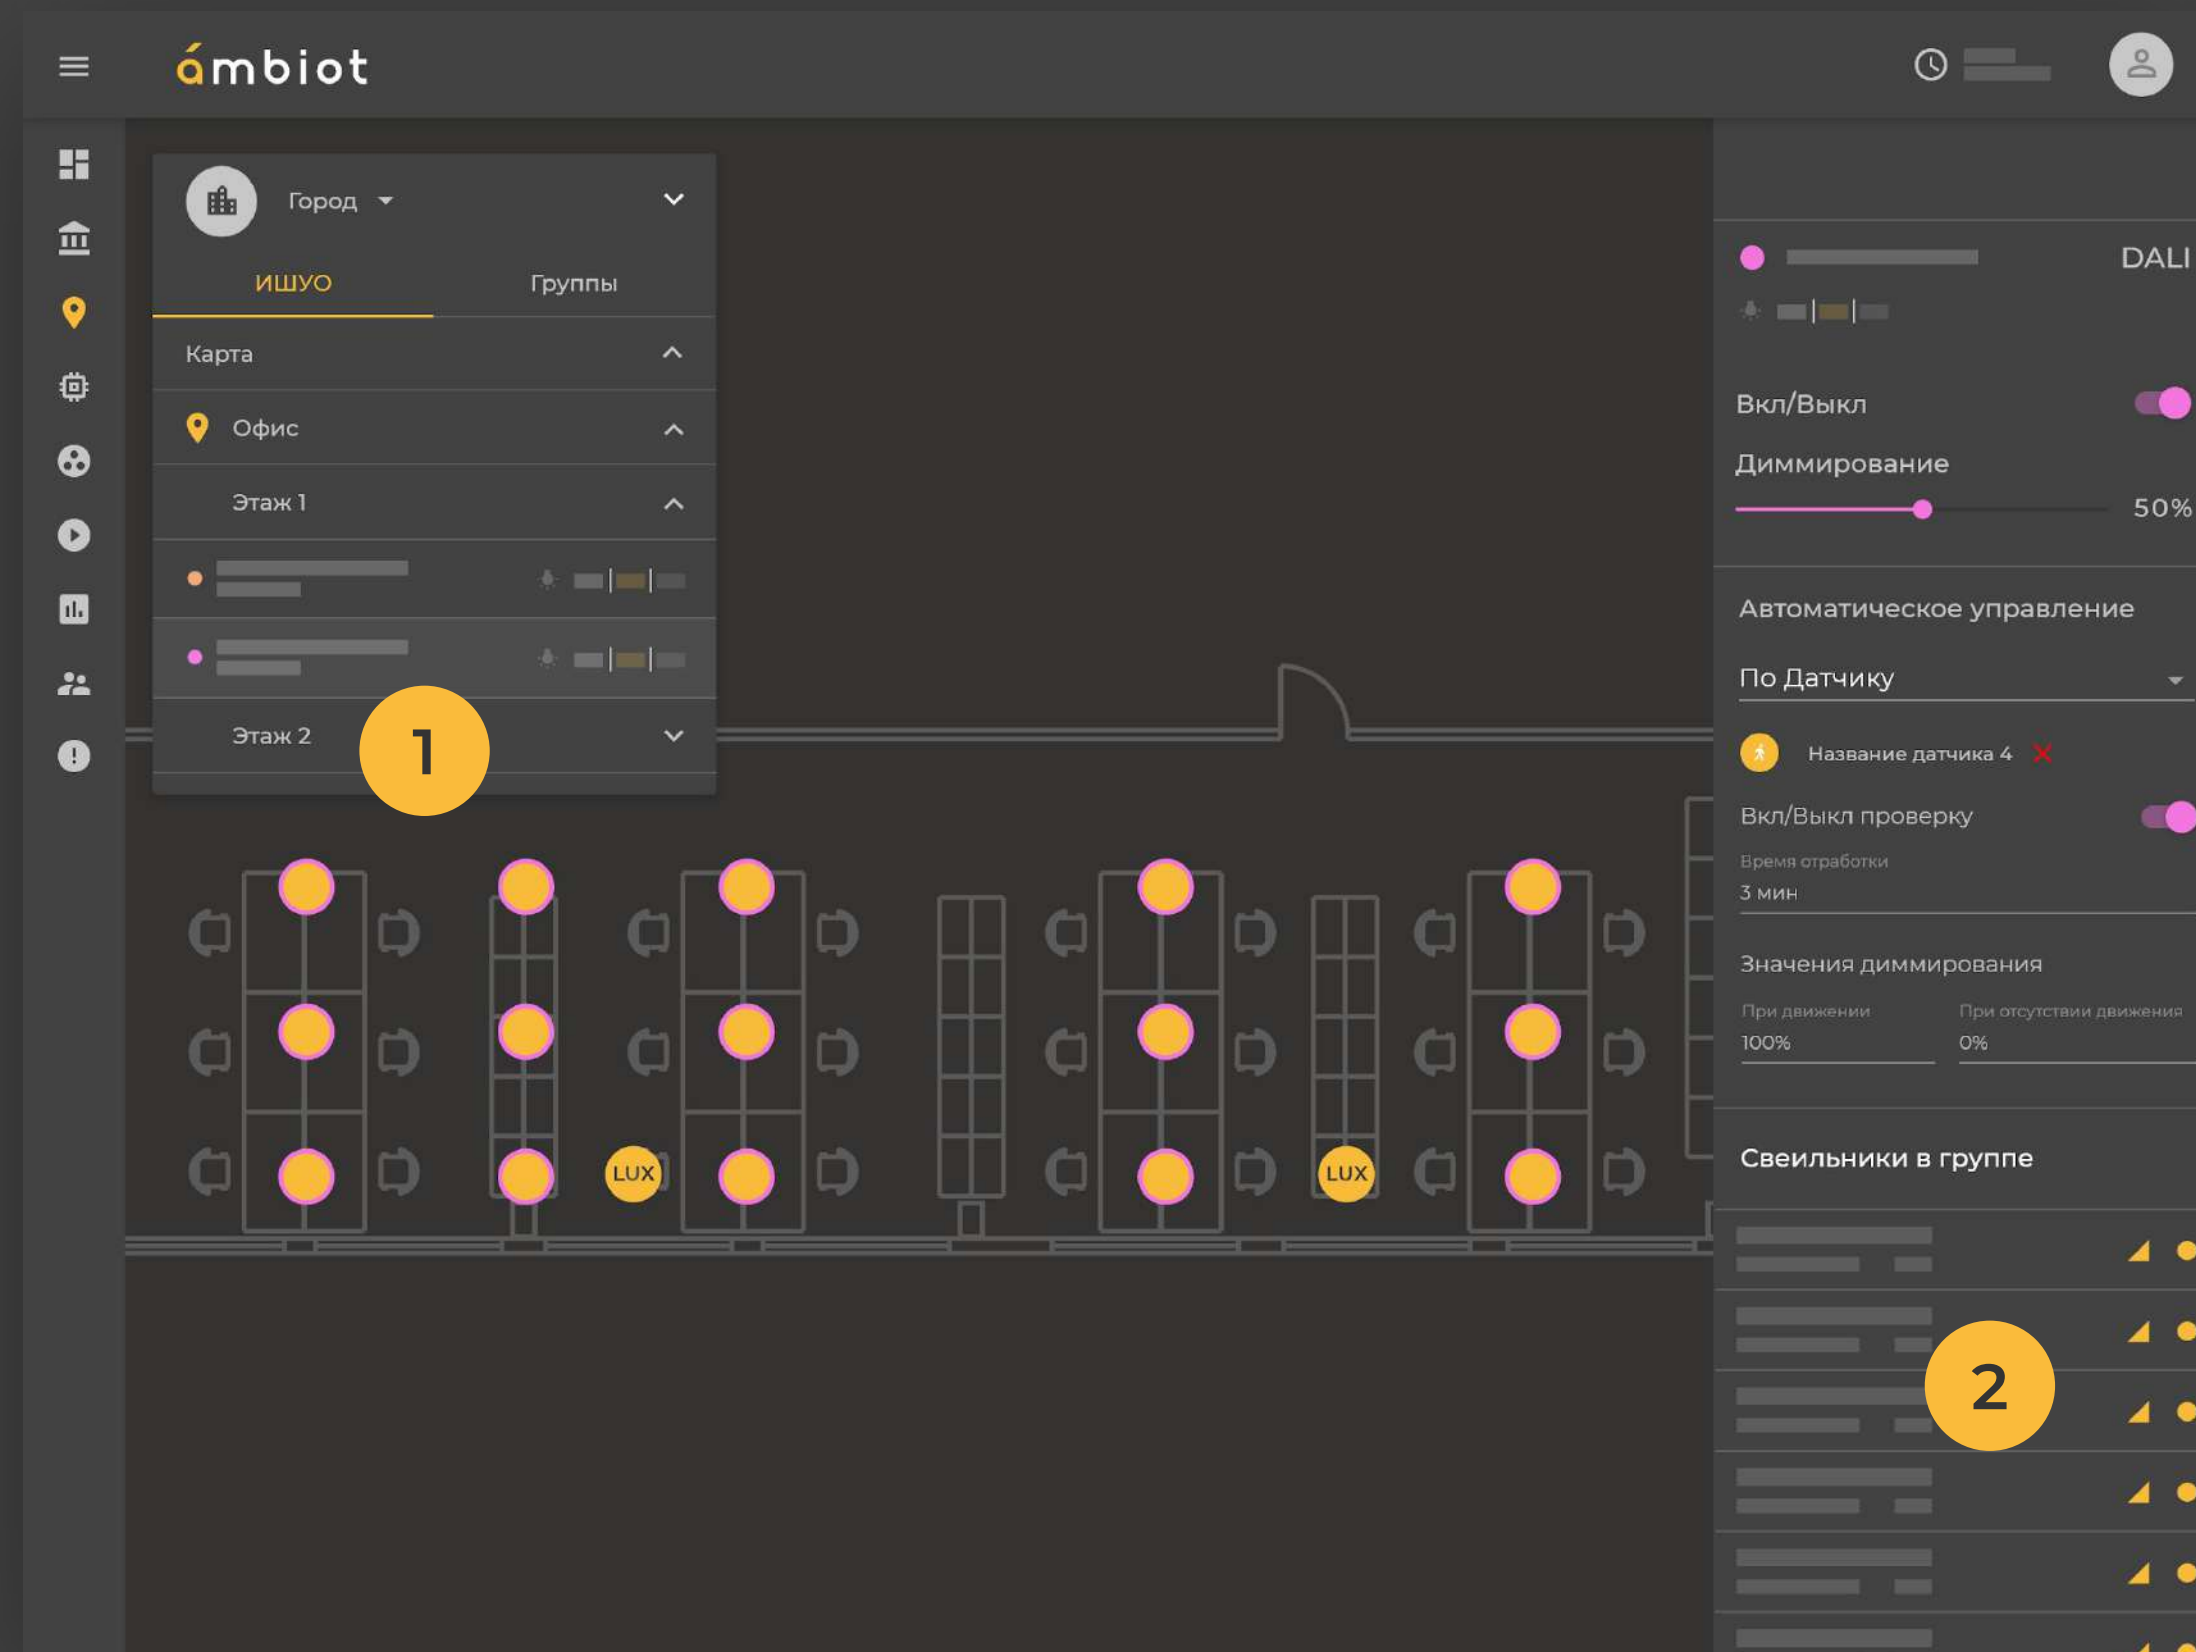 ámbiot
Город
ИШУО
Группы
Карта
Офис
Этаж 1
Этаж 2
1
LUX
LUX
DALI
Вкл/Выкл
Диммирование
50%
Автоматическое управление
По Датчику
Название датчика 4
Вкл/Выкл проверку
Время отработки
3 мин
Значения диммирования
При движении
При отсутствии движения
100%
0%
Свеильники в группе
2